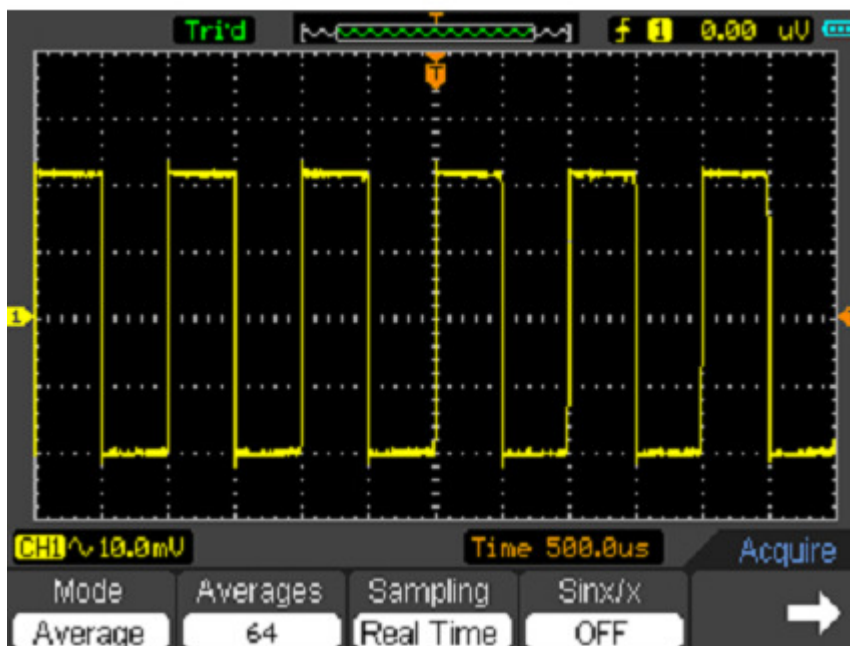 Tri'd T 1 0.00 uV
T
1
CH1 10.0mV Time 500.0us Acquire
Mode Averages Sampling Sinx/x
Average 64 Real Time OFF